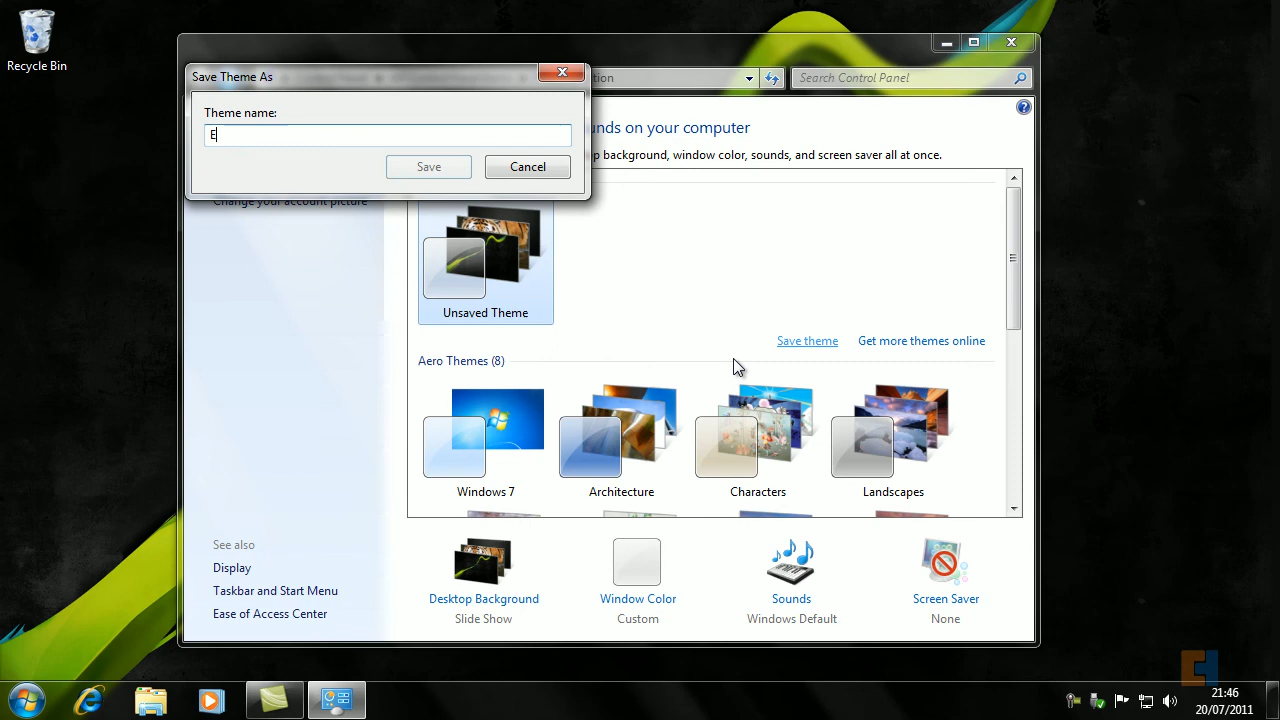 Recycle Bin
Save Theme As
tion
Search Control Panel
Theme name:
E
Save
Cancel
unds on your computer
p background, window color, sounds, and screen saver all at once.
Change your account picture
Unsaved Theme
Save theme
Get more themes online
Aero Themes (8)
Windows 7
Architecture
Characters
Landscapes
See also
Display
Taskbar and Start Menu
Ease of Access Center
Desktop Background
Slide Show
Window Color
Custom
Sounds
Windows Default
Screen Saver
None
21:46
20/07/2011